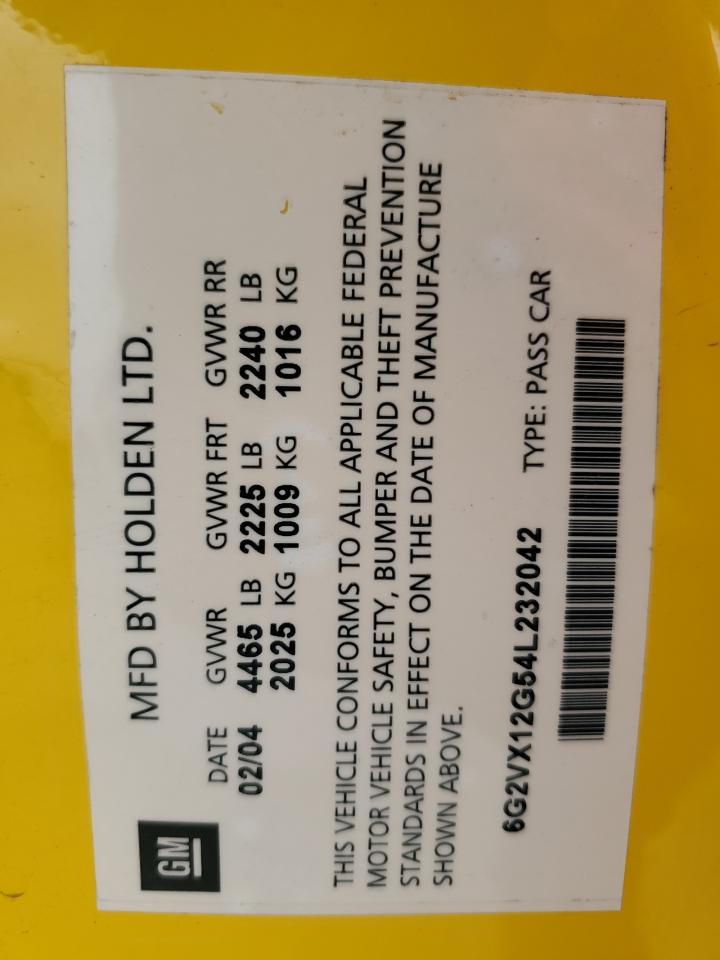 GM
MFD BY HOLDEN LTD.
DATE GVWR GVWR FRT GVWR RR
02/04 4465 LB 2225 LB 2240 LB
2025 KG 1009 KG 1016 KG
THIS VEHICLE CONFORMS TO ALL APPLICABLE FEDERAL
MOTOR VEHICLE SAFETY, BUMPER AND THEFT PREVENTION
STANDARDS IN EFFECT ON THE DATE OF MANUFACTURE
SHOWN ABOVE.
6G2VX12G54L232042 TYPE: PASS CAR